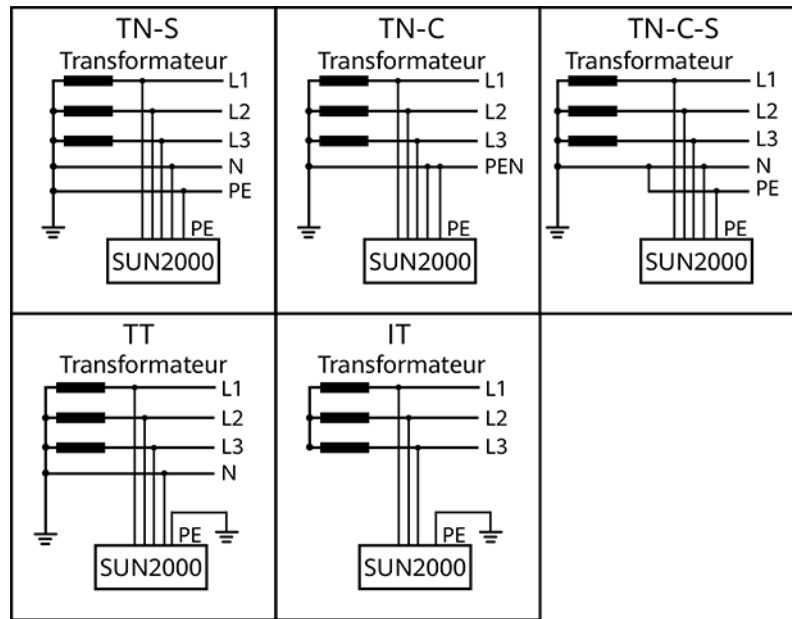 TN-S
Transformateur
L1
L2
L3
N
PE
PE
SUN2000
TN-C
Transformateur
L1
L2
L3
PEN
PE
SUN2000
TN-C-S
Transformateur
L1
L2
L3
N
PE
PE
SUN2000
TT
Transformateur
L1
L2
L3
N
PE
SUN2000
IT
Transformateur
L1
L2
L3
PE
SUN2000